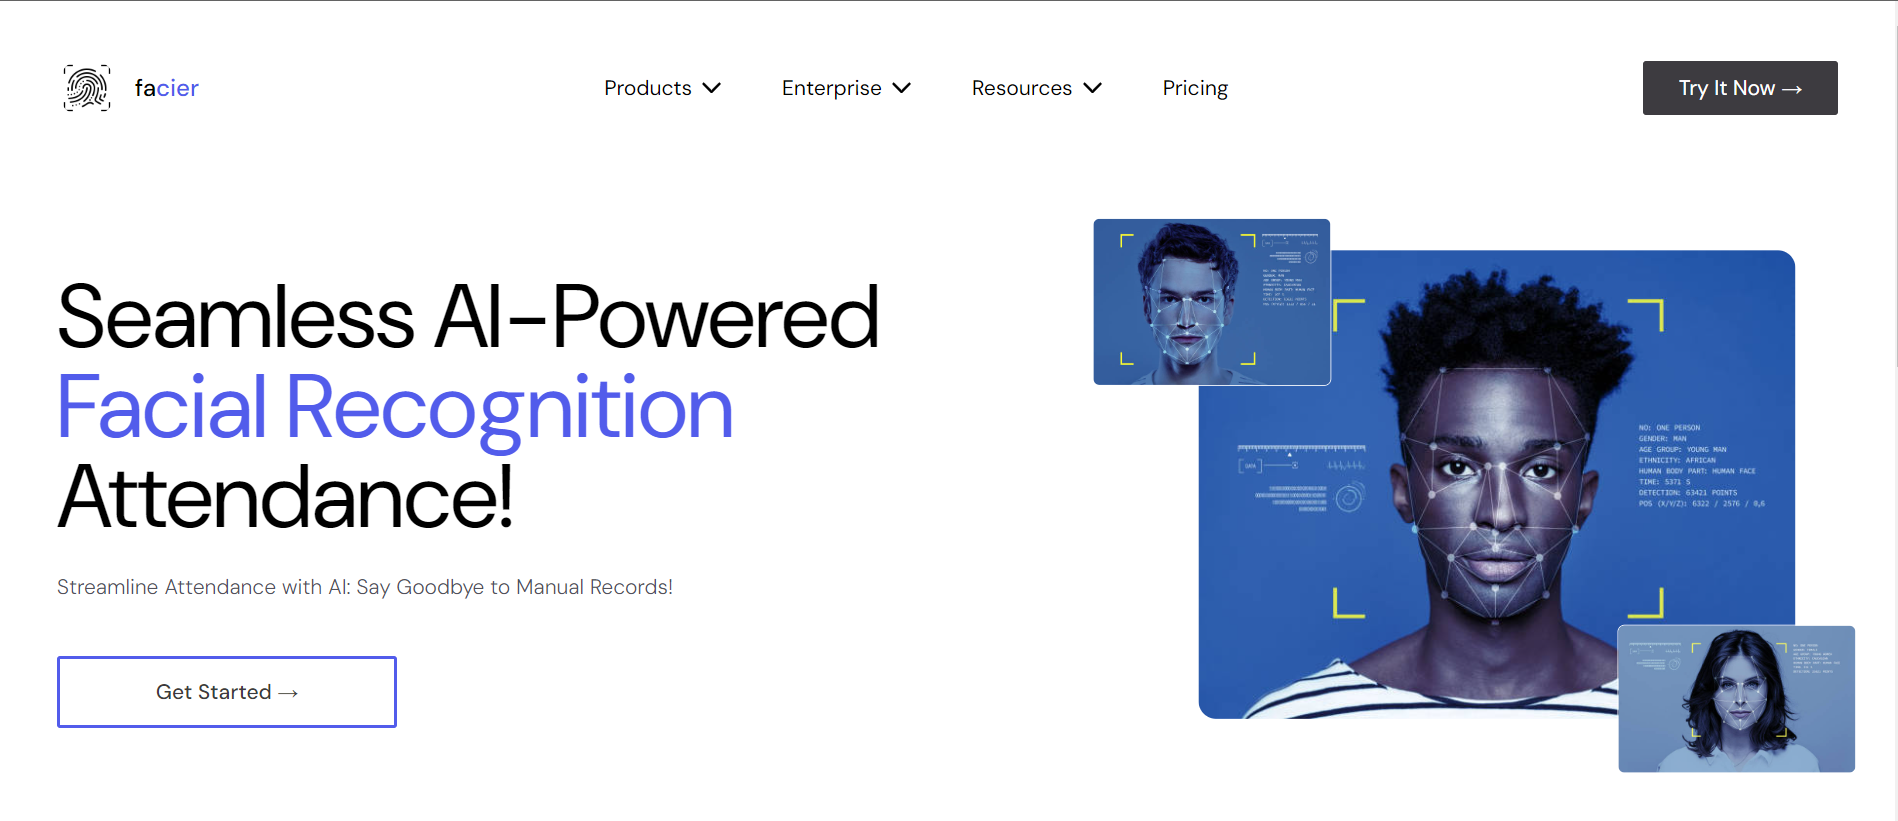 facier
Products
Enterprise
Resources
Pricing
Try It Now →
Seamless AI-Powered
Facial Recognition
Attendance!
Streamline Attendance with AI: Say Goodbye to Manual Records!
Get Started →
DATA
NO: ONE PERSON
GENDER: MAN
AGE GROUP: YOUNG MAN
ETHNICITY: AFRICAN
HUMAN BODY PART: HUMAN FACE
TIME: 5371 S
DETECTION: 63421 POINTS
POS (X/Y/Z): 6322 / 2576 / 0,6